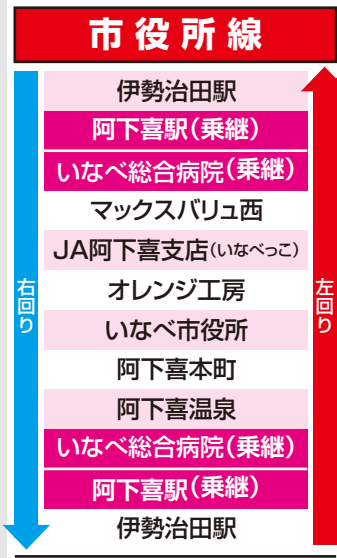 市役所線
伊勢治田駅
阿下喜駅(乗継)
いなべ総合病院(乗継)
マックスバリュ西
JA阿下喜支店(いなべっこ)
オレンジ工房
いなべ市役所
阿下喜本町
阿下喜温泉
いなべ総合病院(乗継)
阿下喜駅(乗継)
伊勢治田駅
右回り
左回り